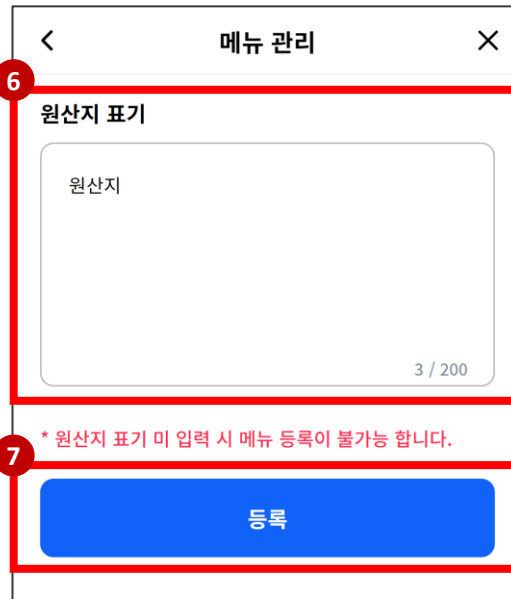 메뉴 관리
6
원산지 표기
원산지
3 / 200
* 원산지 표기 미 입력 시 메뉴 등록이 불가능 합니다.
7
등록